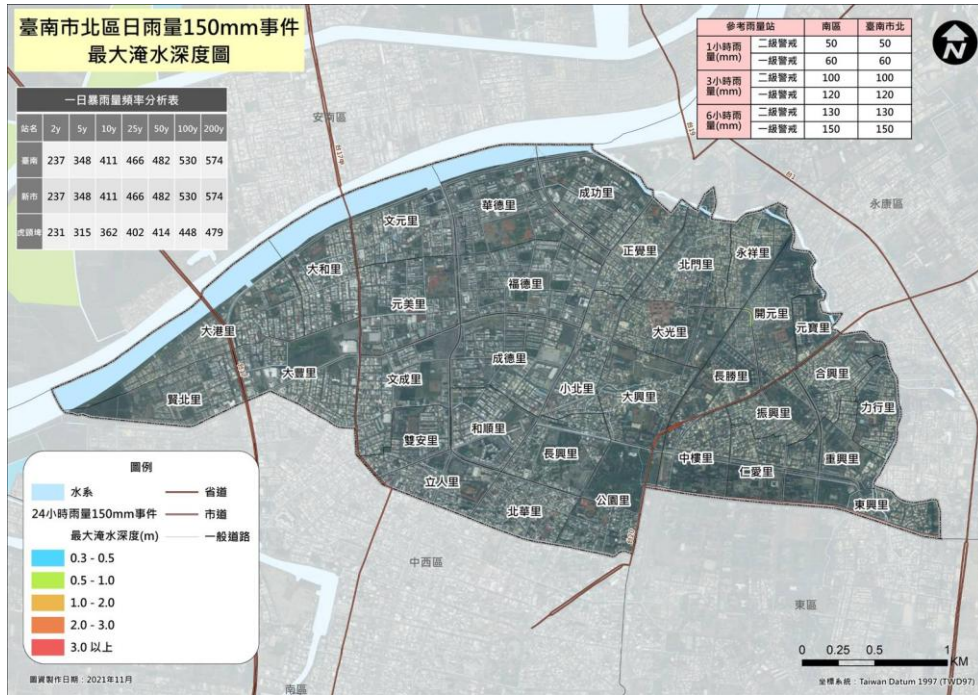 臺南市北區日雨量150mm事件
最大淹水深度圖
一日暴雨量頻率分析表
站名 2y 5y 10y 25y 50y 100y 200y
臺南 237 348 411 466 482 530 574
新市 237 348 411 466 482 530 574
虎頭埤 231 315 362 402 414 448 479
參考雨量站 南區 臺南市北
1小時雨量(mm) 二級警戒 50 50
一級警戒 60 60
3小時雨量(mm) 二級警戒 100 100
一級警戒 120 120
6小時雨量(mm) 二級警戒 130 130
一級警戒 150 150
N
安南區
台17甲
台19
台1
永康區
成功里
華德里
文元里
正覺里
北門里
永祥里
大和里
福德里
元美里
開元里
元寶里
大港里
大光里
成德里
大豐里
文成里
長勝里
合興里
小北里
大興里
賢北里
力行里
振興里
和順里
雙安里
長興里
中樓里
重興里
仁愛里
立人里
公園里
北華里
東興里
中西區
東區
南區
圖例
水系 省道
24小時雨量150mm事件 市道
最大淹水深度(m) 一般道路
0.3 - 0.5
0.5 - 1.0
1.0 - 2.0
2.0 - 3.0
3.0 以上
圖資製作日期：2021年11月
0 0.25 0.5 1
KM
坐標系統：Taiwan Datum 1997 (TWD97)